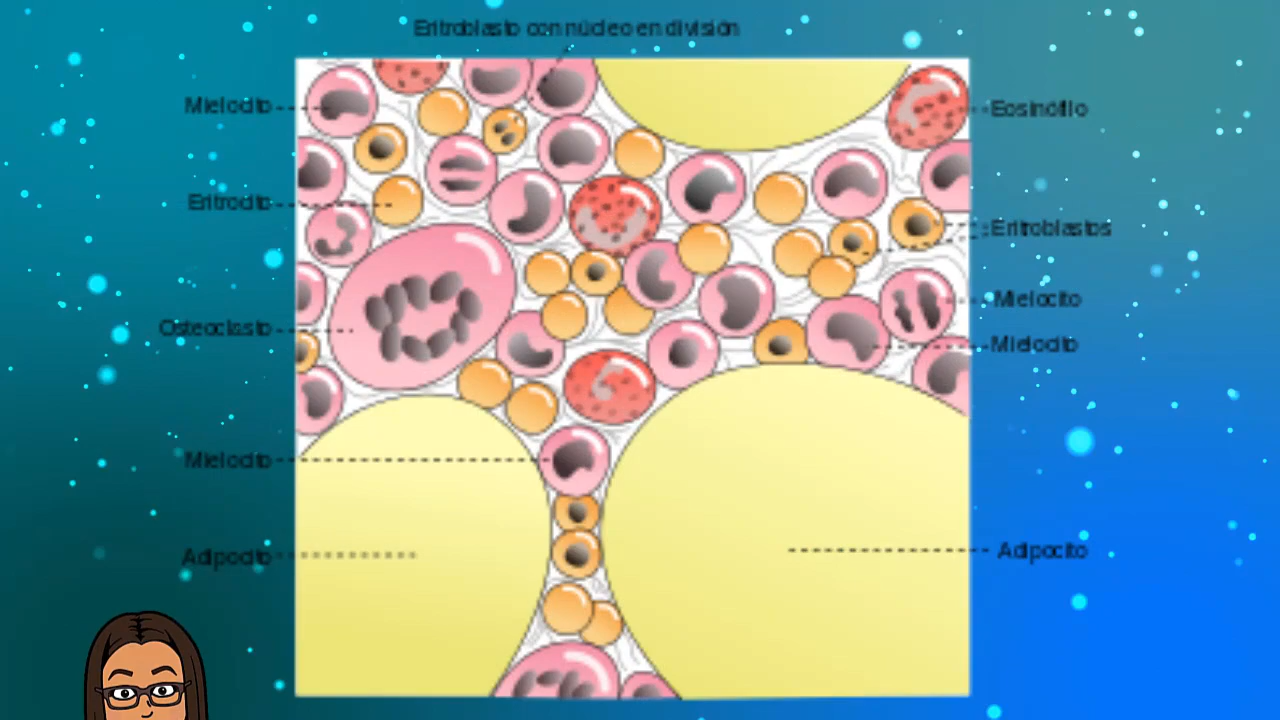 Eritroblasto con núcleo en división
Mielocito
Eosinófilo
Eritrocito
Eritroblastos
Mielocito
Osteoclasto
Mielocito
Mielocito
Adipocito
Adipocito